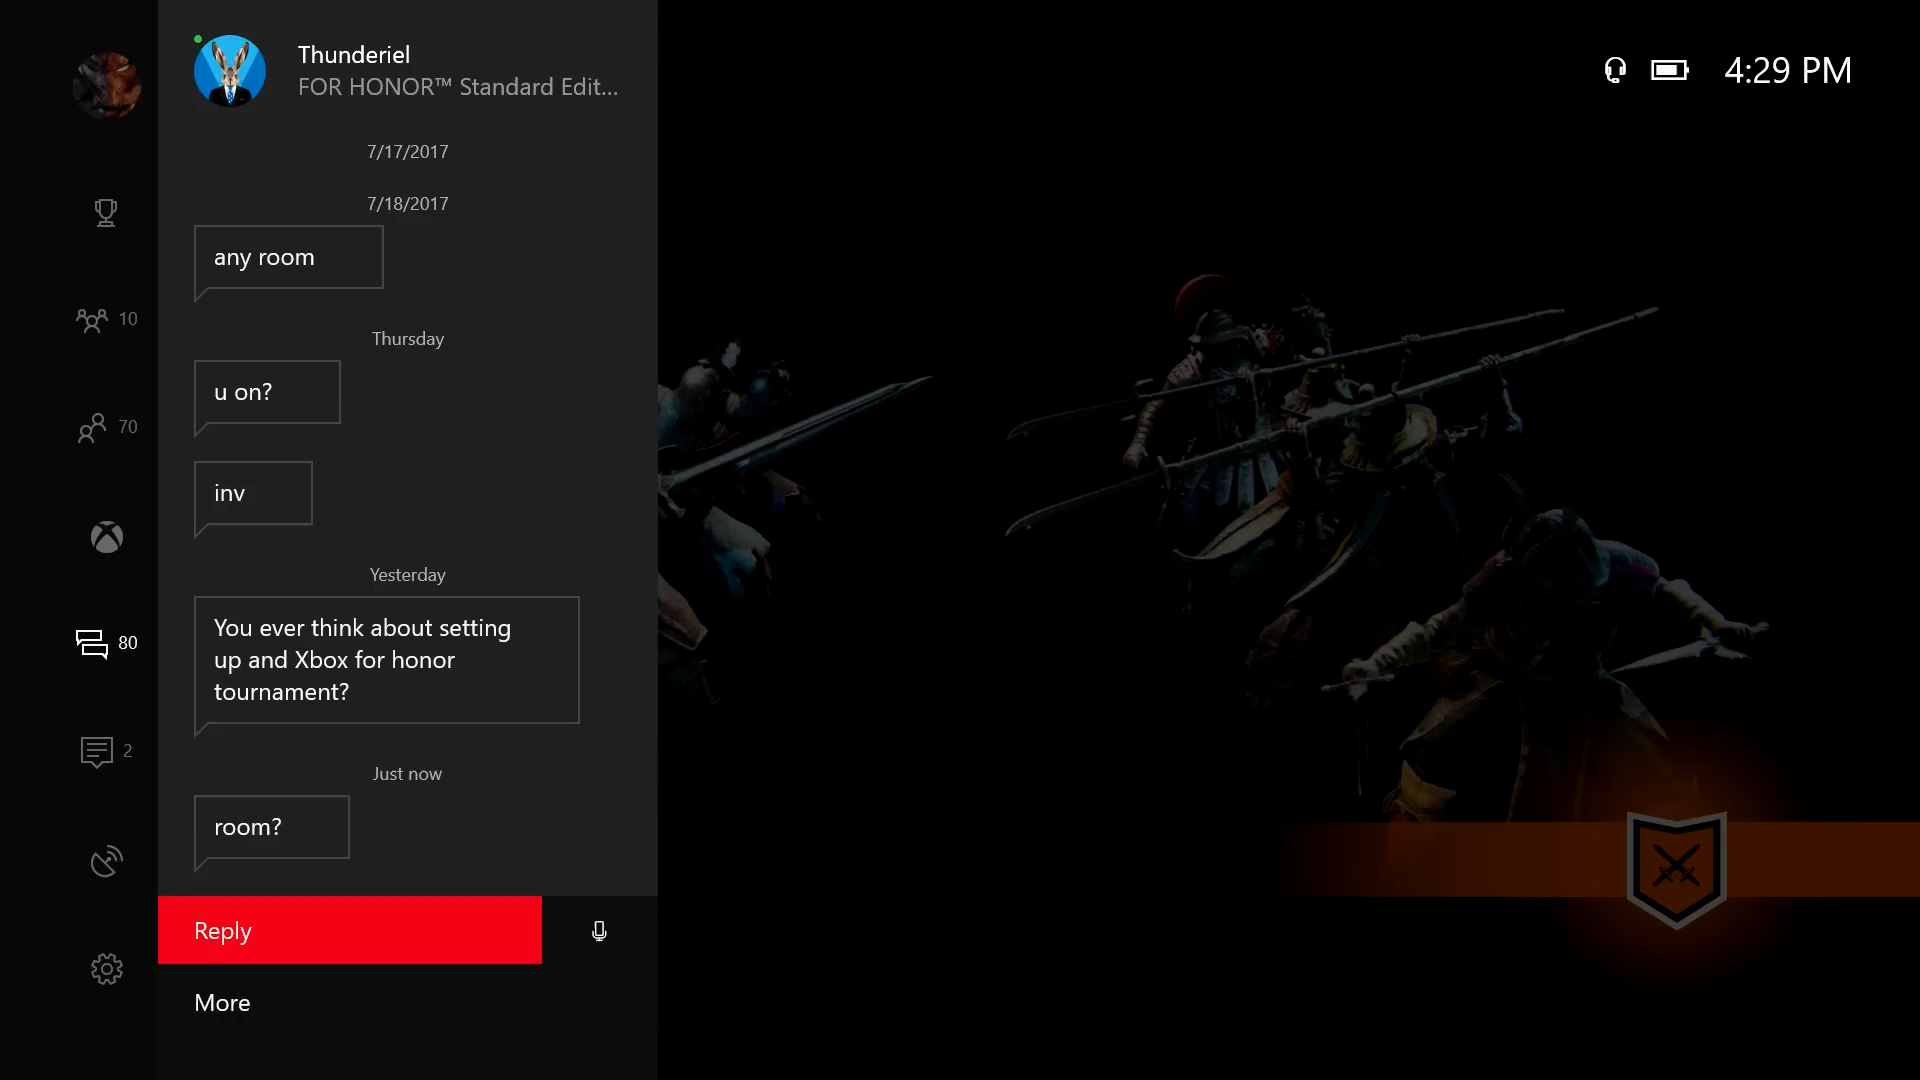 Thunderiel
FOR HONOR™ Standard Edit...
4:29 PM
7/17/2017
7/18/2017
any room
10
Thursday
u on?
70
inv
Yesterday
You ever think about setting
up and Xbox for honor
tournament?
80
2
Just now
room?
Reply
More